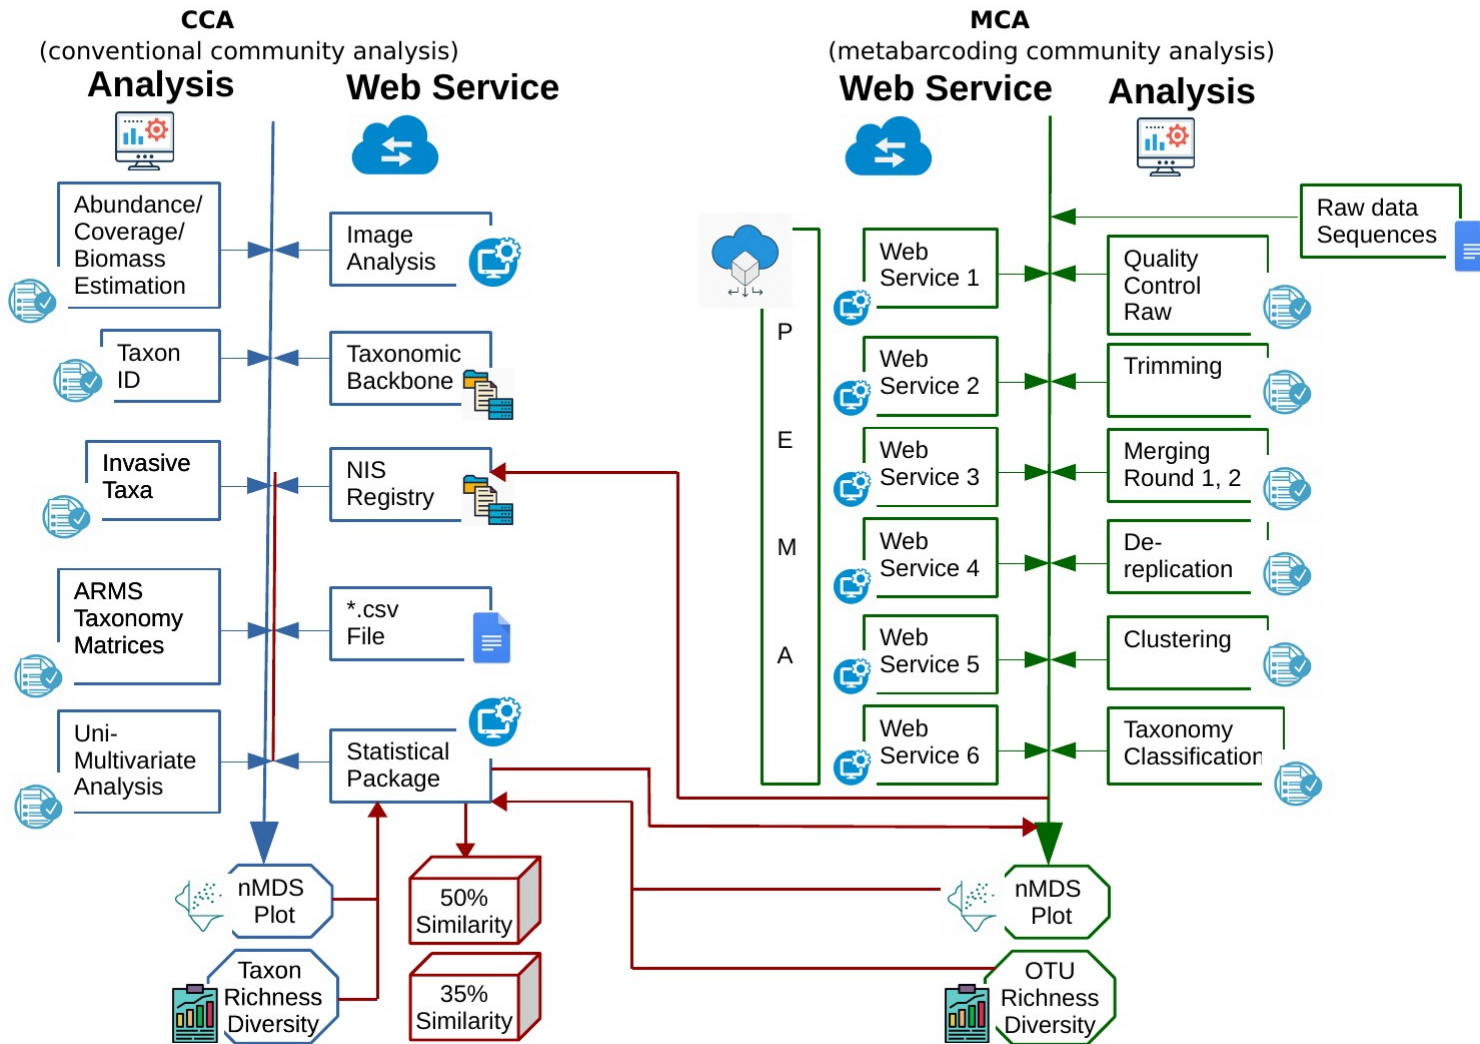 CCA
(conventional community analysis)
Analysis
Web Service
Abundance/
Coverage/
Biomass
Estimation
Image
Analysis
Taxon
ID
Taxonomic
Backbone
Invasive
Taxa
NIS
Registry
ARMS
Taxonomy
Matrices
*.csv
File
Uni-
Multivariate
Analysis
Statistical
Package
nMDS
Plot
50%
Similarity
Taxon
Richness
Diversity
35%
Similarity
MCA
(metabarcoding community analysis)
Web Service
Analysis
Raw data
Sequences
P
E
M
A
Web
Service 1
Quality
Control
Raw
Web
Service 2
Trimming
Web
Service 3
Merging
Round 1, 2
Web
Service 4
De-
replication
Web
Service 5
Clustering
Web
Service 6
Taxonomy
Classification
nMDS
Plot
OTU
Richness
Diversity